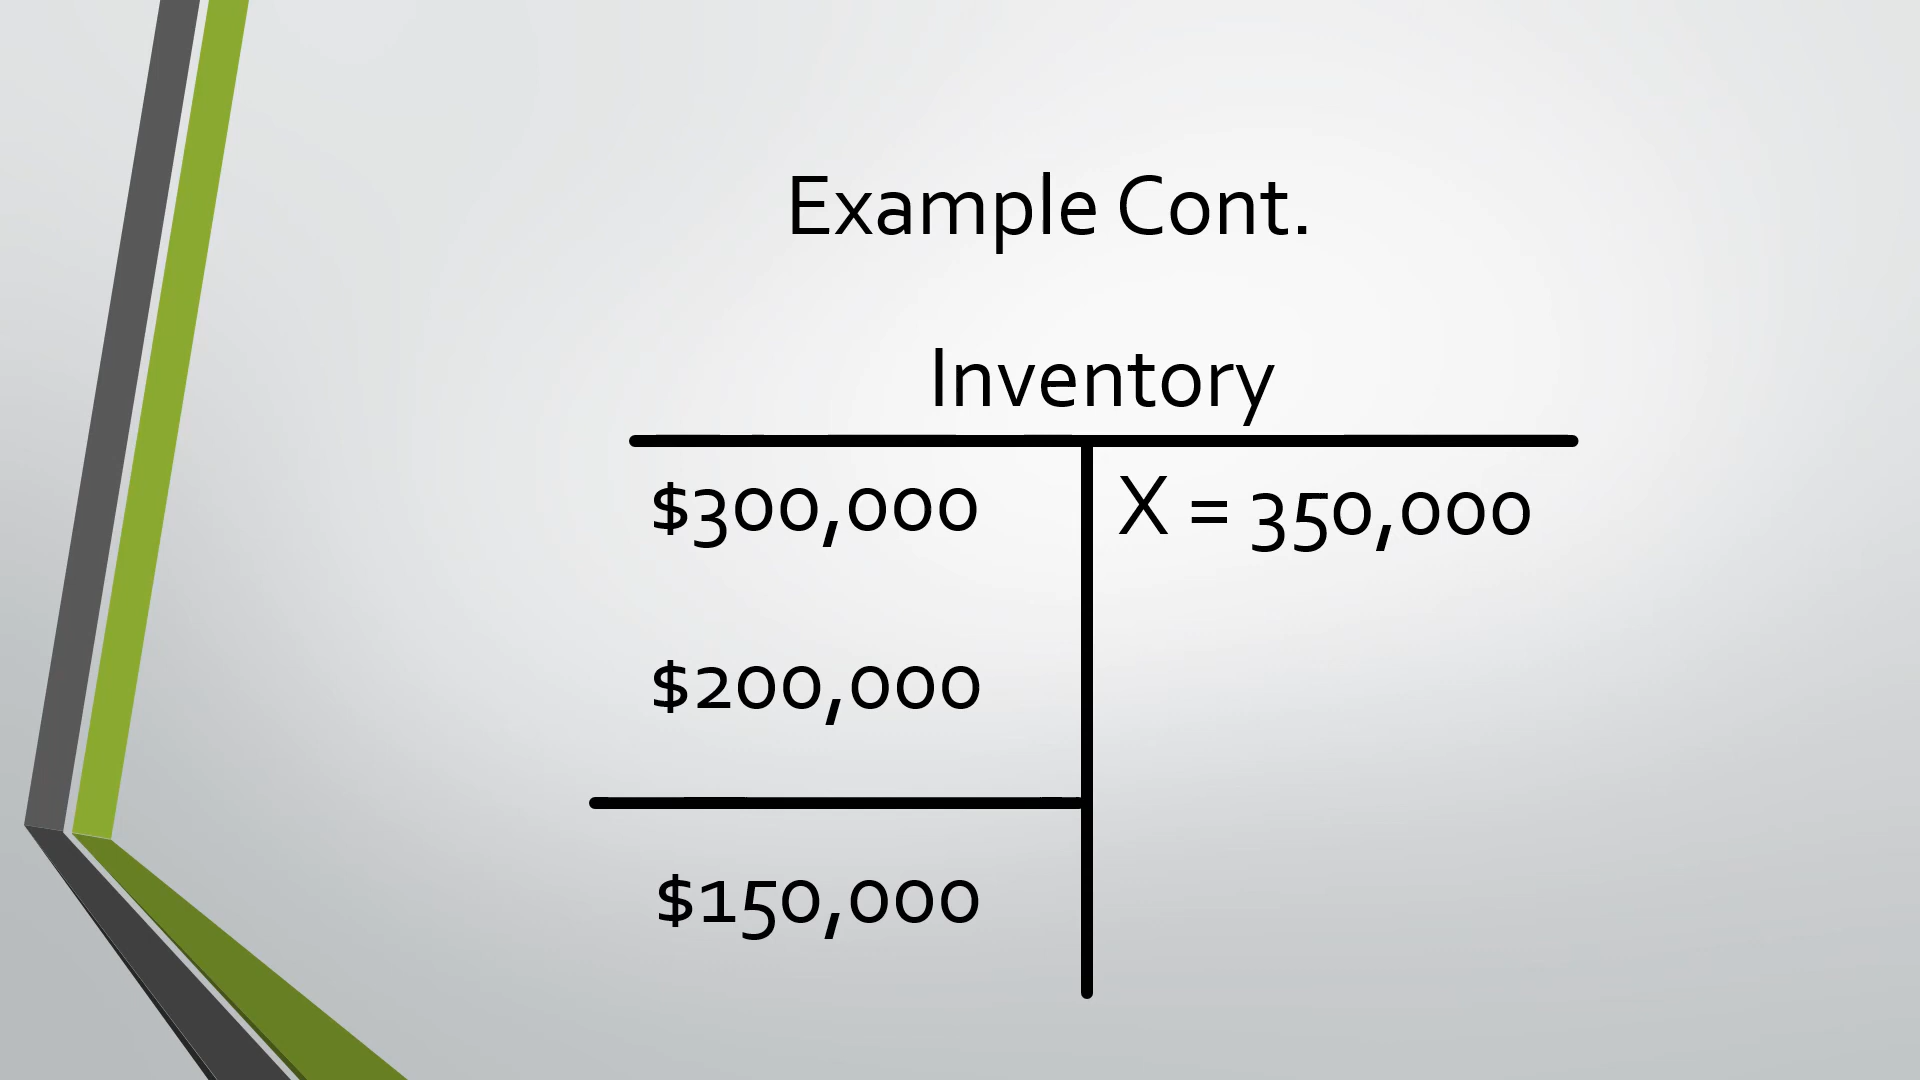 Example Cont.
Inventory
$300,000
X = 350,000
$200,000
$150,000